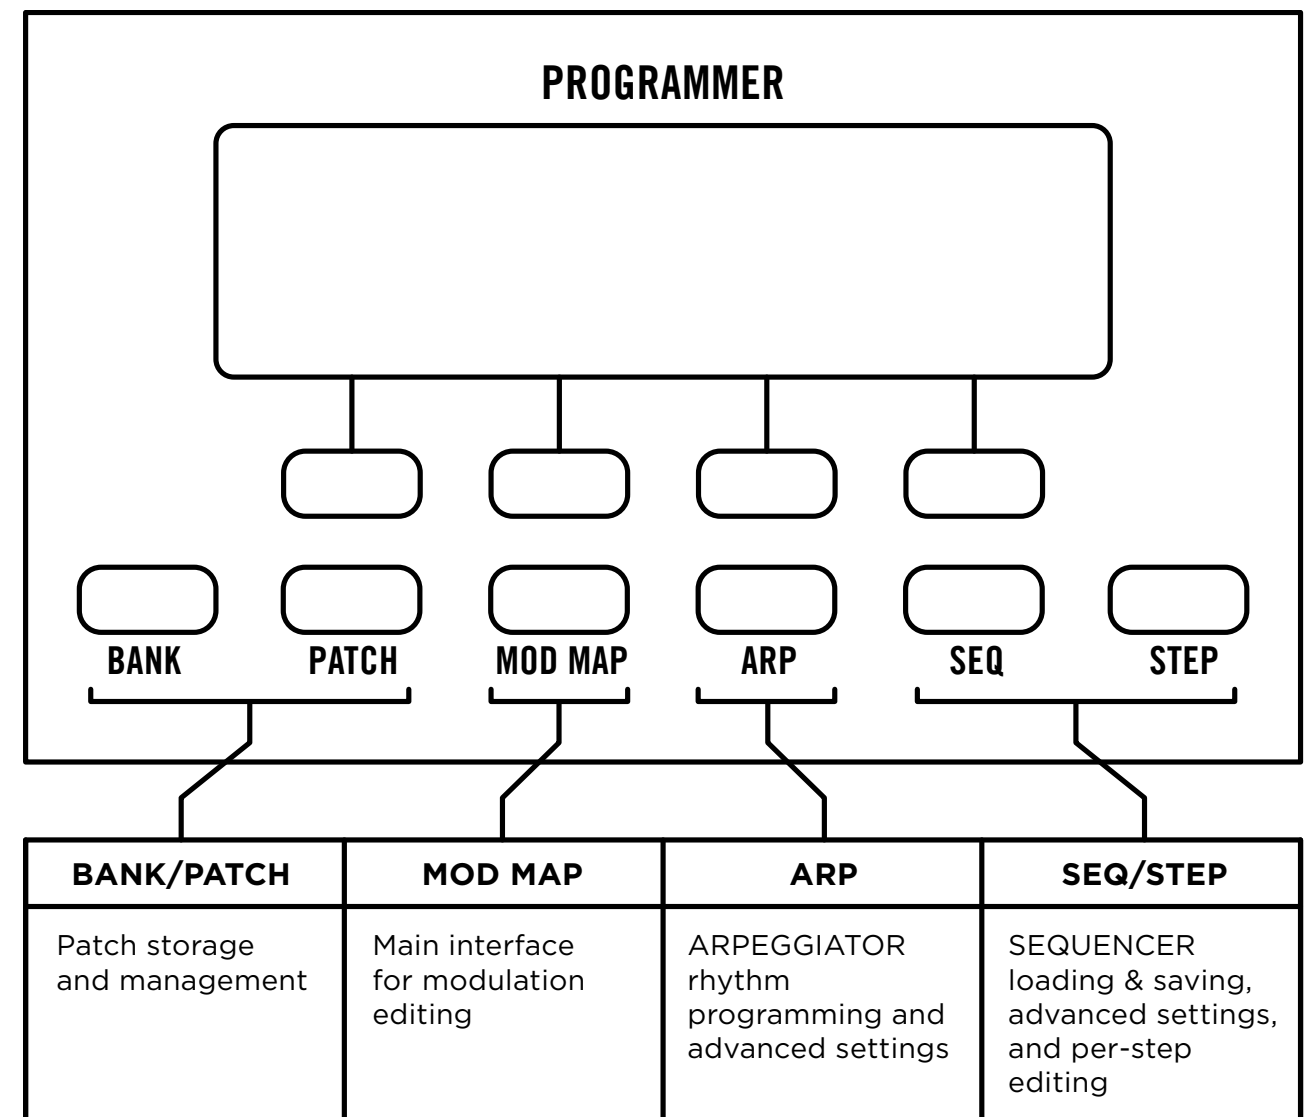 PROGRAMMER
BANK PATCH MOD MAP ARP SEQ STEP
BANK/PATCH MOD MAP ARP SEQ/STEP
Patch storage
and management
Main interface
for modulation
editing
ARPEGGIATOR
rhythm
programming and
advanced settings
SEQUENCER
loading & saving,
advanced settings,
and per-step
editing